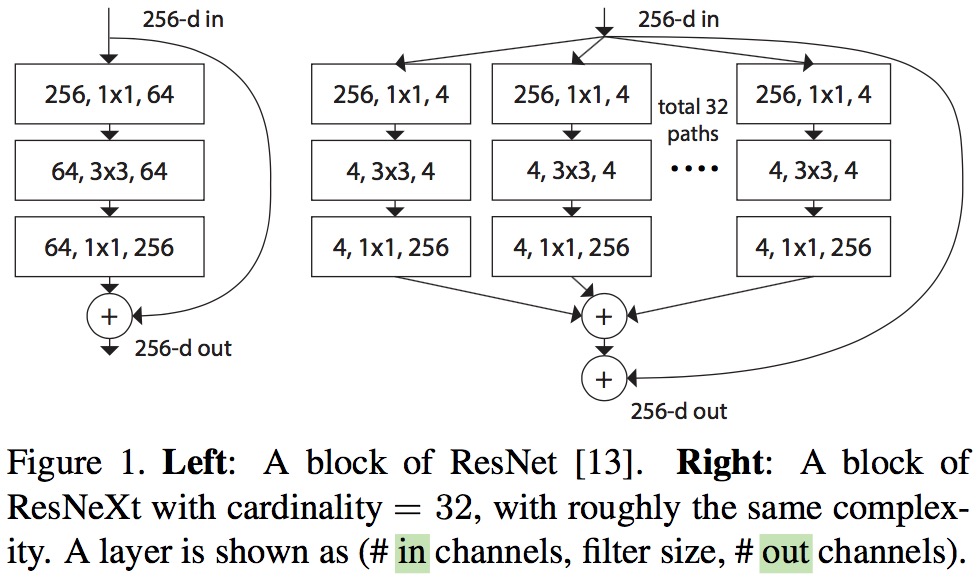 256-d in
256, 1x1, 64
64, 3x3, 64
64, 1x1, 256
+
256-d out
256-d in
256, 1x1, 4
256, 1x1, 4
total 32
paths
....
256, 1x1, 4
4, 3x3, 4
4, 3x3, 4
4, 3x3, 4
4, 1x1, 256
4, 1x1, 256
4, 1x1, 256
+
+
256-d out
Figure 1. Left: A block of ResNet [13]. Right: A block of
ResNeXt with cardinality = 32, with roughly the same complex-
ity. A layer is shown as (# in channels, filter size, # out channels).